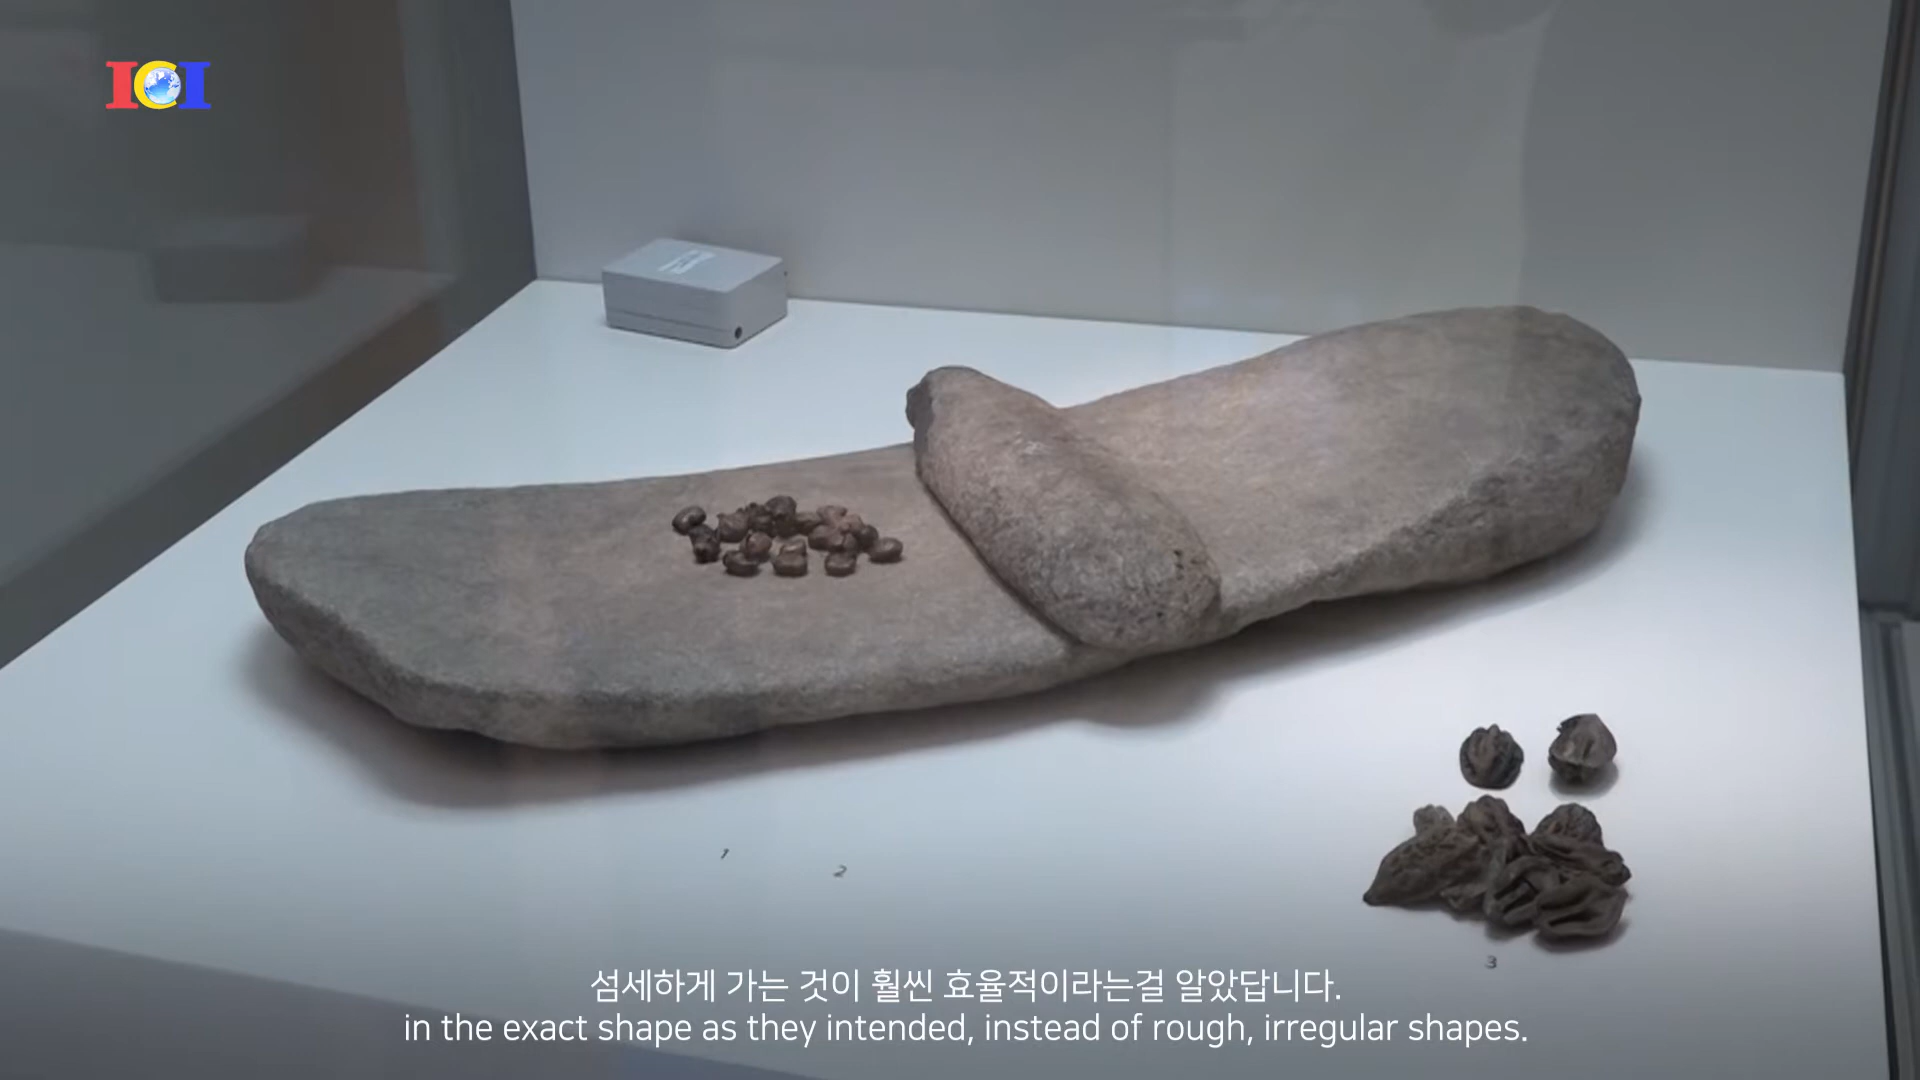 ICI
1
2
3
섬세하게 가는 것이 훨씬 효율적이라는걸 알았답니다.
in the exact shape as they intended, instead of rough, irregular shapes.